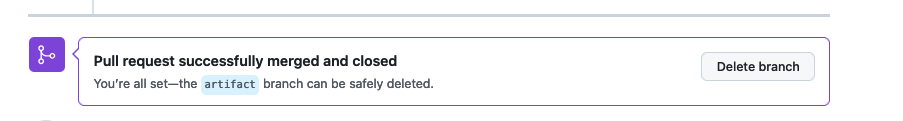 Pull request successfully merged and closed
You're all set—the artifact branch can be safely deleted.
Delete branch